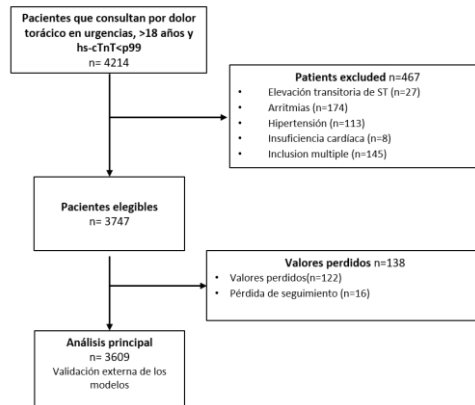 Pacientes que consultan por dolor
torácico en urgencias, >18 años y
hs-cTnT<p99
n= 4214
Patients excluded n=467
• Elevación transitoria de ST (n=27)
• Arritmias (n=174)
• Hipertensión (n=113)
• Insuficiencia cardíaca (n=8)
• Inclusion multiple (n=145)
Pacientes elegibles
n= 3747
Valores perdidos n=138
• Valores perdidos(n=122)
• Pérdida de seguimiento (n=16)
Análisis principal
n= 3609
Validación externa de los
modelos